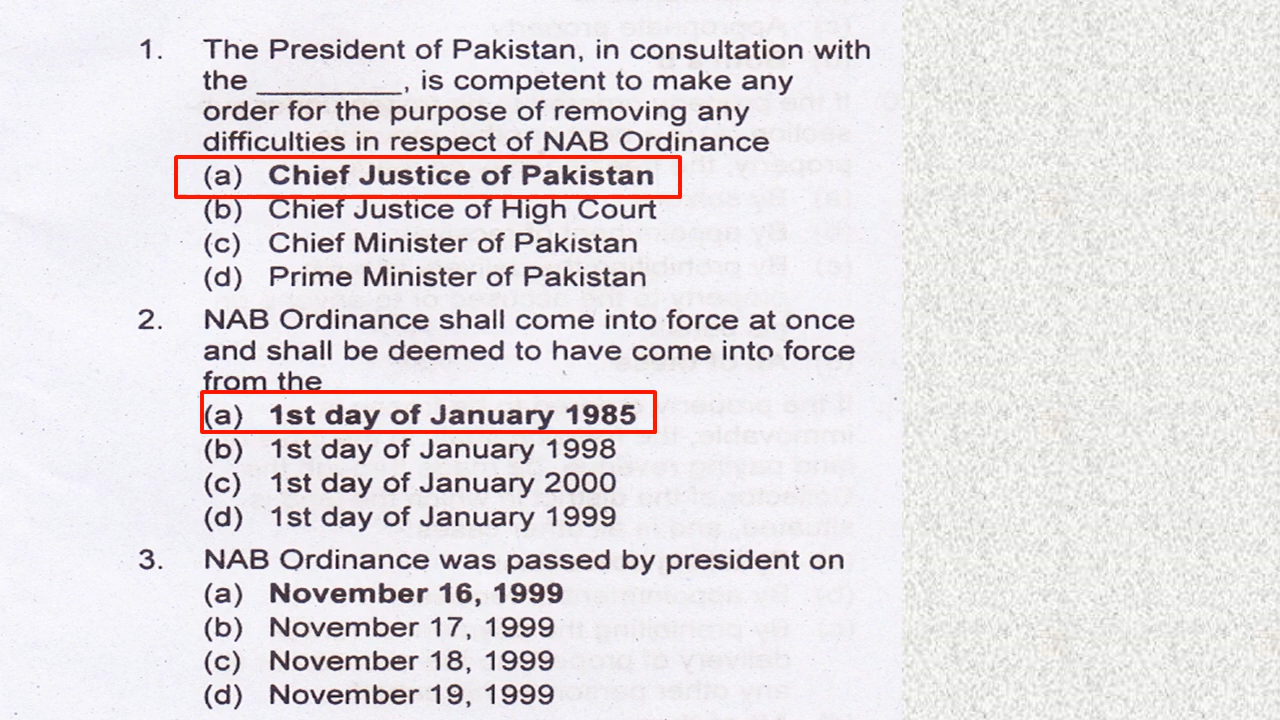 1. The President of Pakistan, in consultation with
the __________, is competent to make any
order for the purpose of removing any
difficulties in respect of NAB Ordinance
(a) Chief Justice of Pakistan
(b) Chief Justice of High Court
(c) Chief Minister of Pakistan
(d) Prime Minister of Pakistan
2. NAB Ordinance shall come into force at once
and shall be deemed to have come into force
from the
(a) 1st day of January 1985
(b) 1st day of January 1998
(c) 1st day of January 2000
(d) 1st day of January 1999
3. NAB Ordinance was passed by president on
(a) November 16, 1999
(b) November 17, 1999
(c) November 18, 1999
(d) November 19, 1999